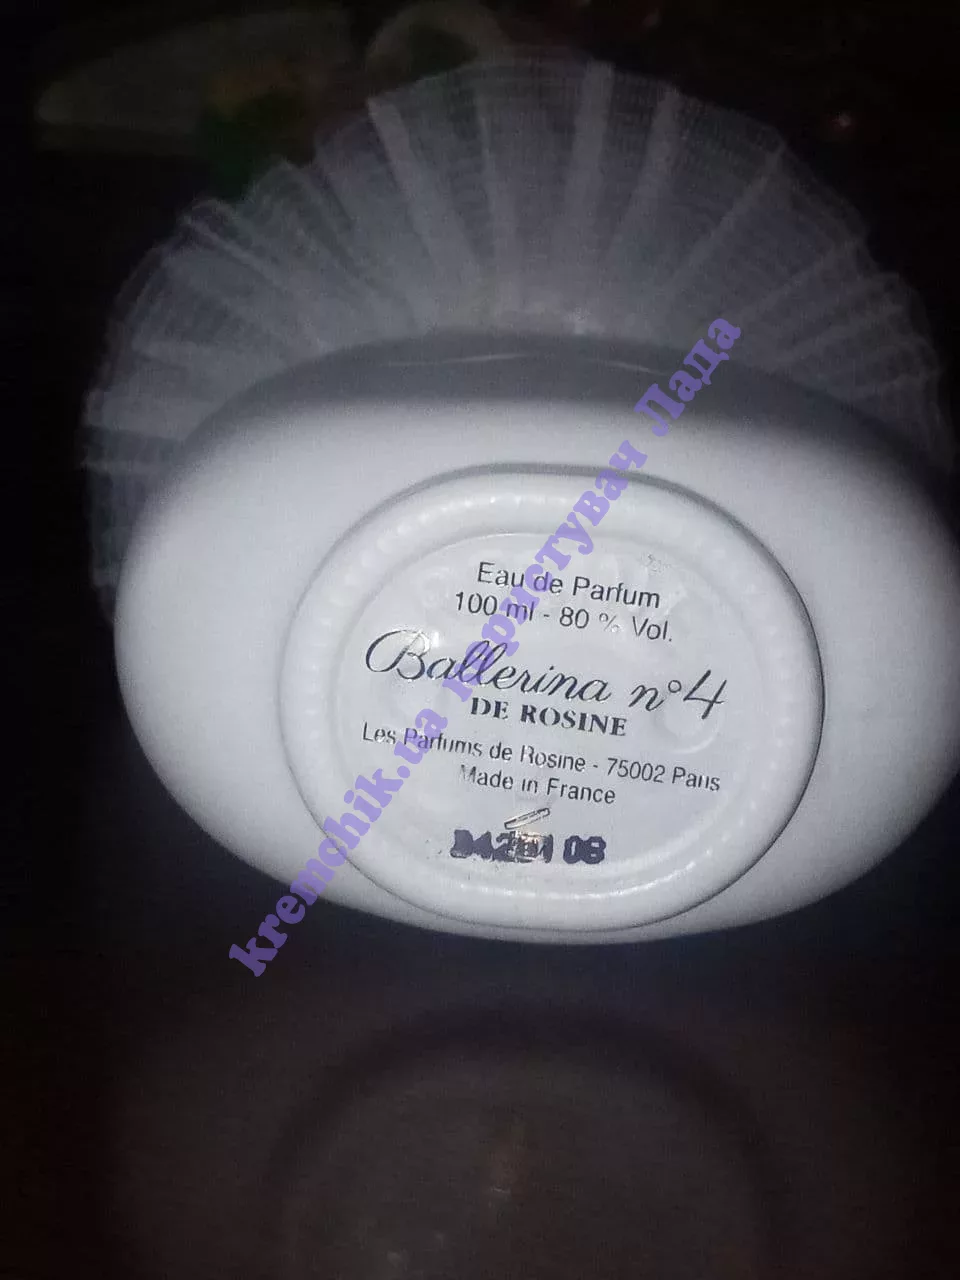 Eau de Parfum
100 ml - 80 % Vol.
Ballerina n°4
DE ROSINE
Les Parfums de Rosine - 75002 Paris
Made in France
08
kremchik.ua Користувач Лада